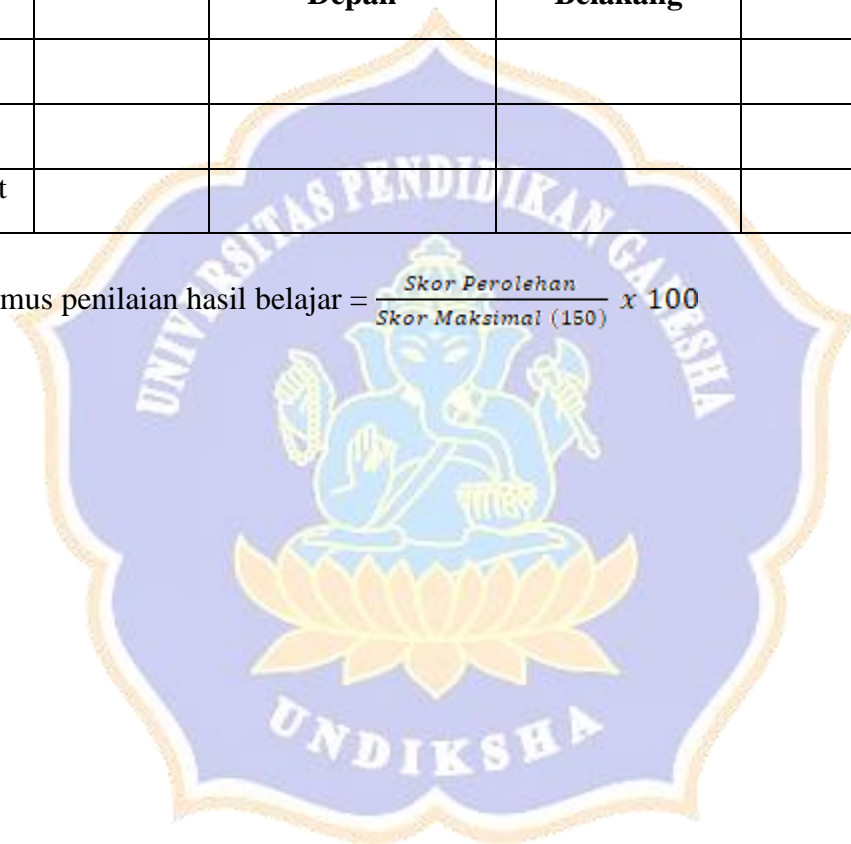 Depan Belakang
t
mus penilaian hasil belajar = Skor Perolehan / Skor Maksimal (150) x 100
UNIVERSITAS PENDIDIKAN GANESHA
UNDIKSHA